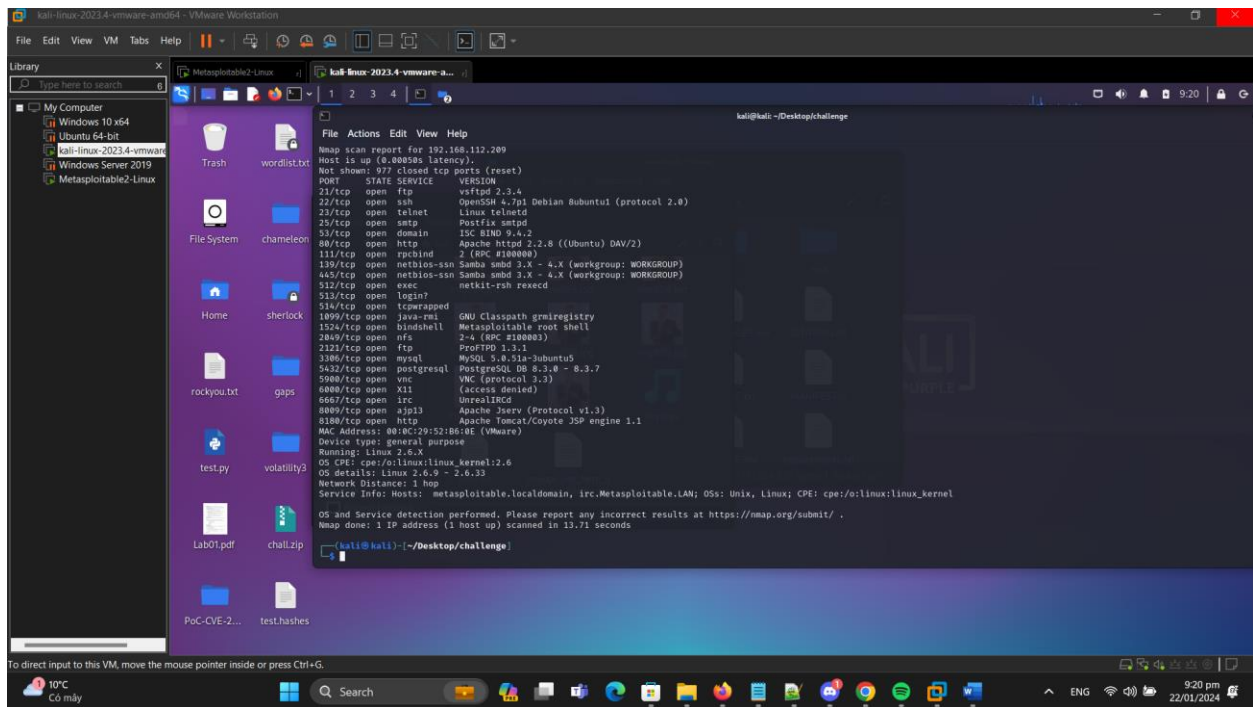 kali-linux-2023.4-vmware-amd64 - VMware Workstation
File Edit View VM Tabs Help
Library X
Type here to search
My Computer
Windows 10 x64
Ubuntu 64-bit
kali-linux-2023.4-vmware
Windows Server 2019
Metasploitable2-Linux
Metasploitable2-Linux
kali-linux-2023.4-vmware-a...
1 2 3 4
9:20
Trash
wordlist.txt
File System
chameleon
Home
sherlock
rockyou.txt
gaps
test.py
volatility3
Lab01.pdf
chall.zip
PoC-CVE-2...
test.hashes
kali@kali: ~/Desktop/challenge
File Actions Edit View Help
Nmap scan report for 192.168.112.209
Host is up (0.00050s latency).
Not shown: 977 closed tcp ports (reset)
PORT STATE SERVICE VERSION
21/tcp open ftp vsftpd 2.3.4
22/tcp open ssh OpenSSH 4.7p1 Debian 8ubuntu1 (protocol 2.0)
23/tcp open telnet Linux telnetd
25/tcp open smtp Postfix smtpd
53/tcp open domain ISC BIND 9.4.2
80/tcp open http Apache httpd 2.2.8 ((Ubuntu) DAV/2)
111/tcp open rpcbind 2 (RPC #100000)
139/tcp open netbios-ssn Samba smbd 3.X - 4.X (workgroup: WORKGROUP)
445/tcp open netbios-ssn Samba smbd 3.X - 4.X (workgroup: WORKGROUP)
512/tcp open exec netkit-rsh rexecd
513/tcp open login?
514/tcp open tcpwrapped
1099/tcp open java-rmi GNU Classpath grmiregistry
1524/tcp open bindshell Metasploitable root shell
2049/tcp open nfs 2-4 (RPC #100003)
2121/tcp open ftp ProFTPD 1.3.1
3306/tcp open mysql MySQL 5.0.51a-3ubuntu5
5432/tcp open postgresql PostgreSQL DB 8.3.0 - 8.3.7
5900/tcp open vnc VNC (protocol 3.3)
6000/tcp open X11 (access denied)
6667/tcp open irc UnrealIRCd
8009/tcp open ajp13 Apache Jserv (Protocol v1.3)
8180/tcp open http Apache Tomcat/Coyote JSP engine 1.1
MAC Address: 00:0C:29:52:B6:0E (VMware)
Device type: general purpose
Running: Linux 2.6.X
OS CPE: cpe:/o:linux:linux_kernel:2.6
OS details: Linux 2.6.9 - 2.6.33
Network Distance: 1 hop
Service Info: Hosts: metasploitable.localdomain, irc.Metasploitable.LAN; OSs: Unix, Linux; CPE: cpe:/o:linux:linux_kernel
OS and Service detection performed. Please report any incorrect results at https://nmap.org/submit/ .
Nmap done: 1 IP address (1 host up) scanned in 13.71 seconds
(kali㉿kali)-[~/Desktop/challenge]
$
To direct input to this VM, move the mouse pointer inside or press Ctrl+G.
10°C
Có mây
Search
ENG
9:20 pm
22/01/2024